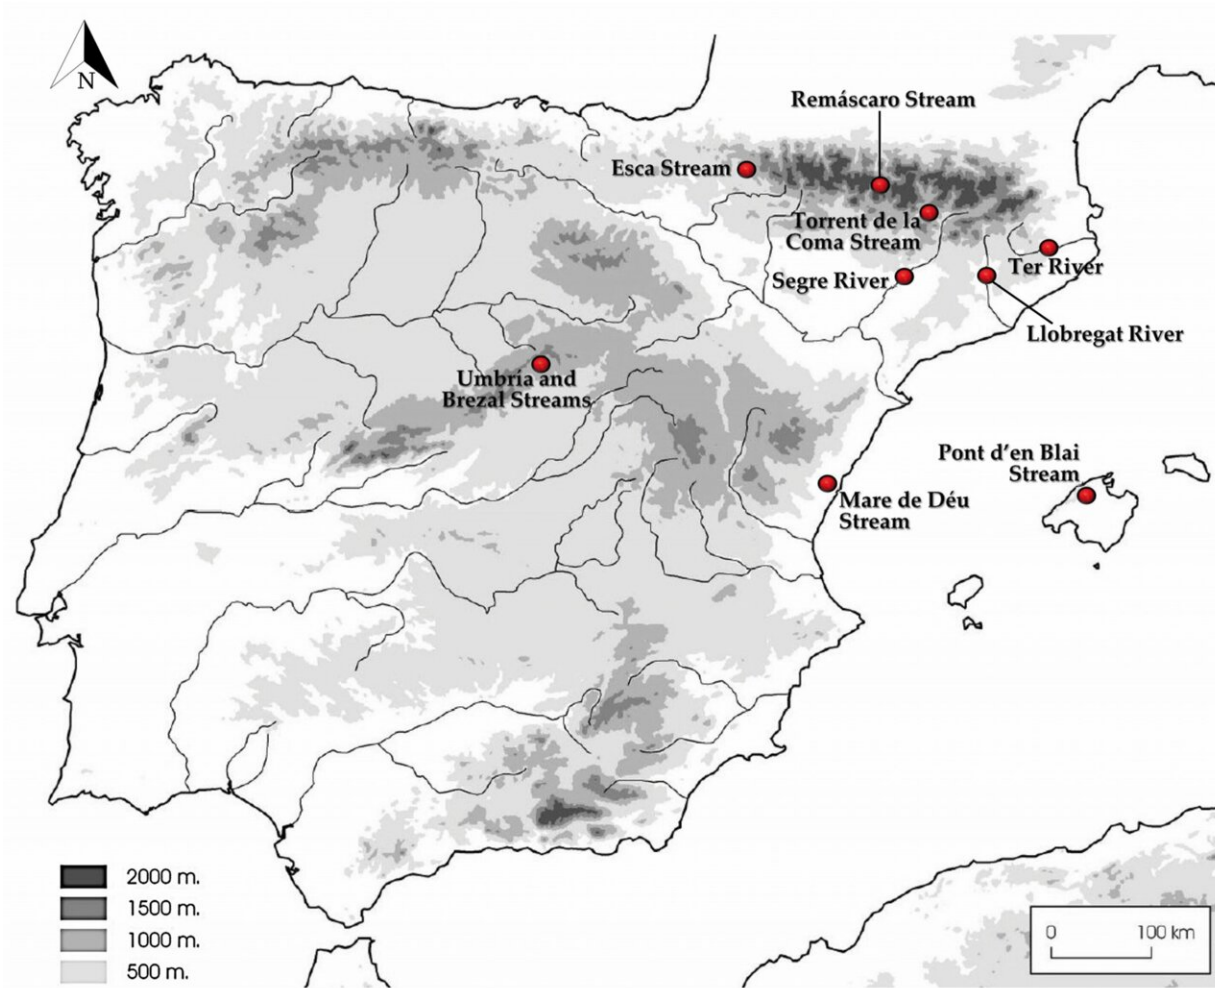 N
Remáscaro Stream
Esca Stream
Torrent de la
Coma Stream
Segre River
Ter River
Llobregat River
Umbría and
Brezal Streams
Pont d'en Blai
Stream
Mare de Déu
Stream
2000 m.
1500 m.
1000 m.
500 m.
0 100 km